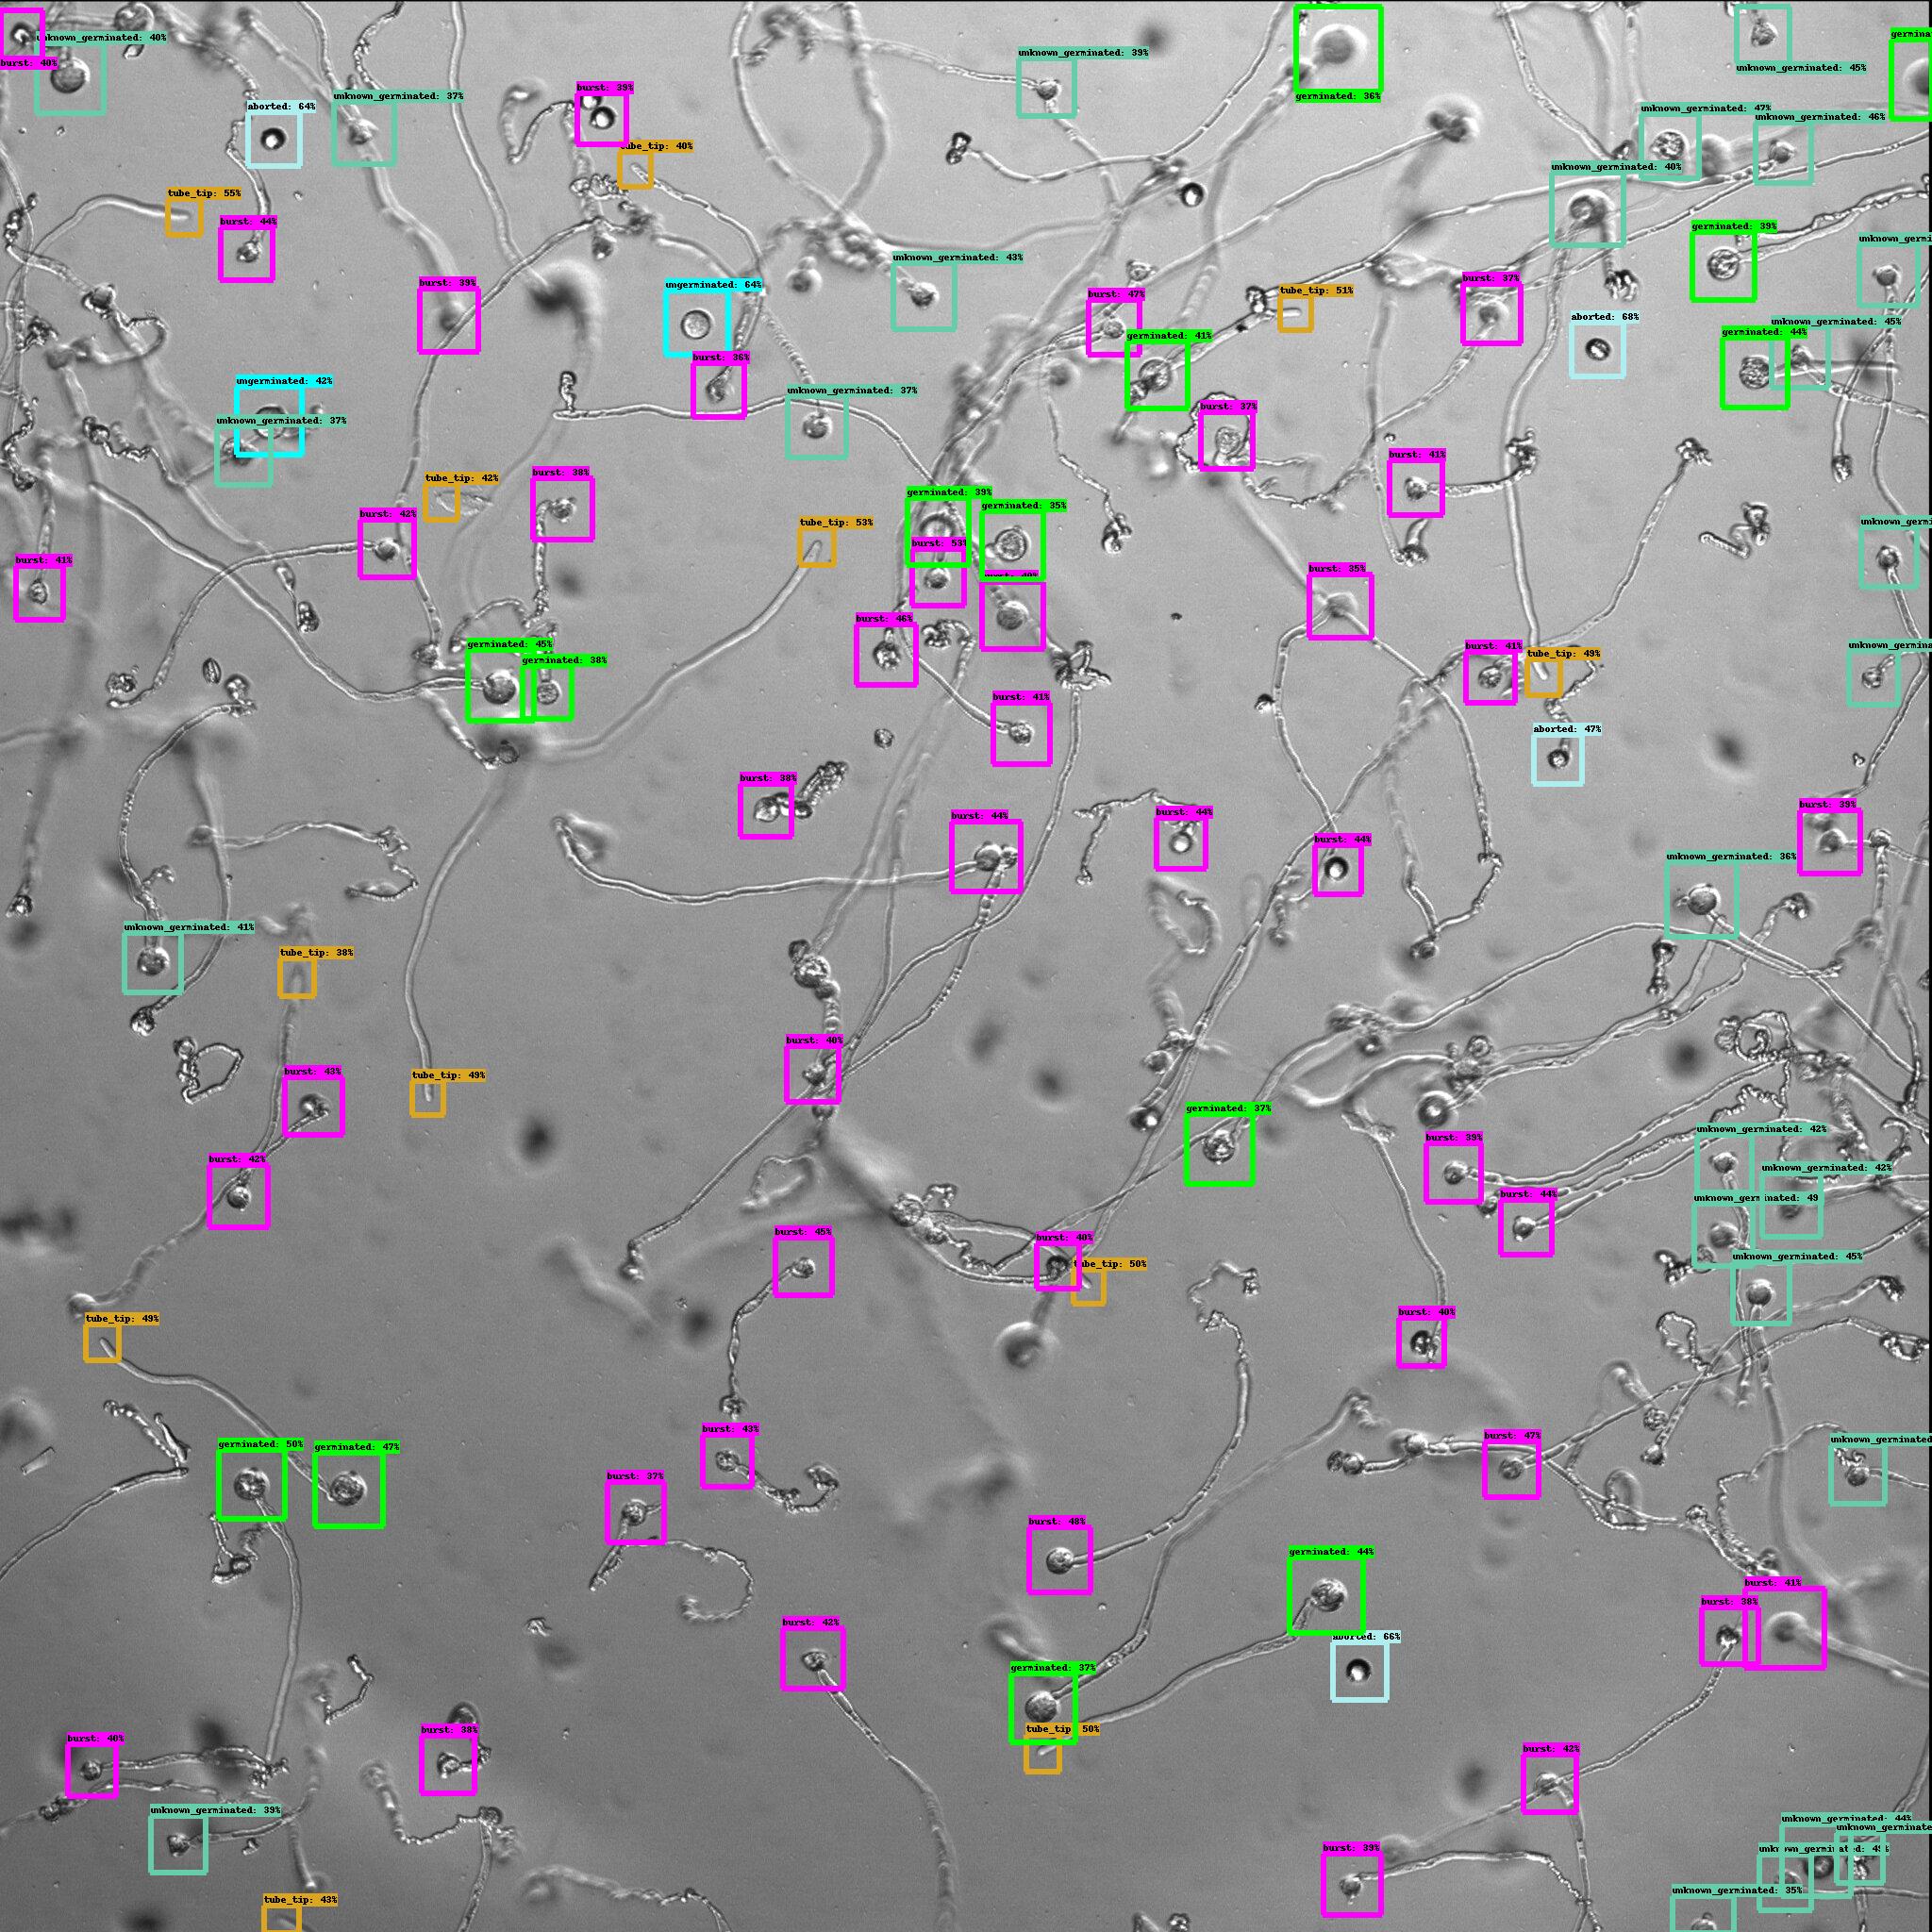 unknown_germinated: 40%
burst: 40%
aborted: 64%
unknown_germinated: 37%
burst: 39%
tube_tip: 40%
unknown_germinated: 39%
germinated: 36%
unknown_germinated: 45%
germina
unknown_germinated: 47%
unknown_germinated: 46%
unknown_germinated: 40%
tube_tip: 55%
burst: 44%
germinated: 39%
unknown_germi
burst: 39%
ungerminated: 64%
unknown_germinated: 43%
burst: 47%
tube_tip: 51%
burst: 37%
aborted: 68%
unknown_germinated: 45%
germinated: 44%
germinated: 41%
burst: 36%
ungerminated: 42%
unknown_germinated: 37%
unknown_germinated: 37%
burst: 37%
burst: 41%
tube_tip: 42%
burst: 38%
germinated: 39%
germinated: 35%
burst: 42%
tube_tip: 53%
unknown_germi
burst: 53%
burst: 41%
burst: 35%
burst: 46%
germinated: 45%
germinated: 38%
burst: 41%
tube_tip: 49%
unknown_germina
burst: 41%
aborted: 47%
burst: 38%
burst: 44%
burst: 44%
burst: 44%
burst: 39%
unknown_germinated: 36%
unknown_germinated: 41%
tube_tip: 38%
burst: 40%
burst: 43%
tube_tip: 49%
germinated: 37%
unknown_germinated: 42%
burst: 39%
burst: 42%
unknown_germinated: 42%
burst: 44%
burst: 45%
burst: 40%
tube_tip: 50%
unknown_germinated: 45%
tube_tip: 49%
burst: 40%
germinated: 50%
germinated: 47%
burst: 43%
burst: 47%
unknown_germinated
burst: 37%
burst: 48%
germinated: 44%
burst: 41%
burst: 38%
burst: 42%
aborted: 66%
germinated: 37%
tube_tip: 50%
burst: 40%
burst: 38%
burst: 42%
unknown_germinated: 39%
burst: 39%
unknown_germinated: 44%
unknown_germinate
unknown_germinated: 35%
tube_tip: 43%